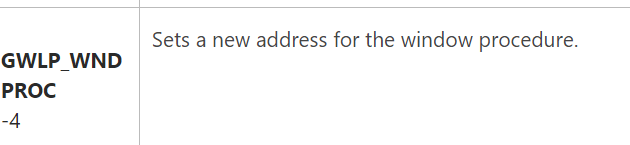 Sets a new address for the window procedure.
GWLP_WND
PROC
-4